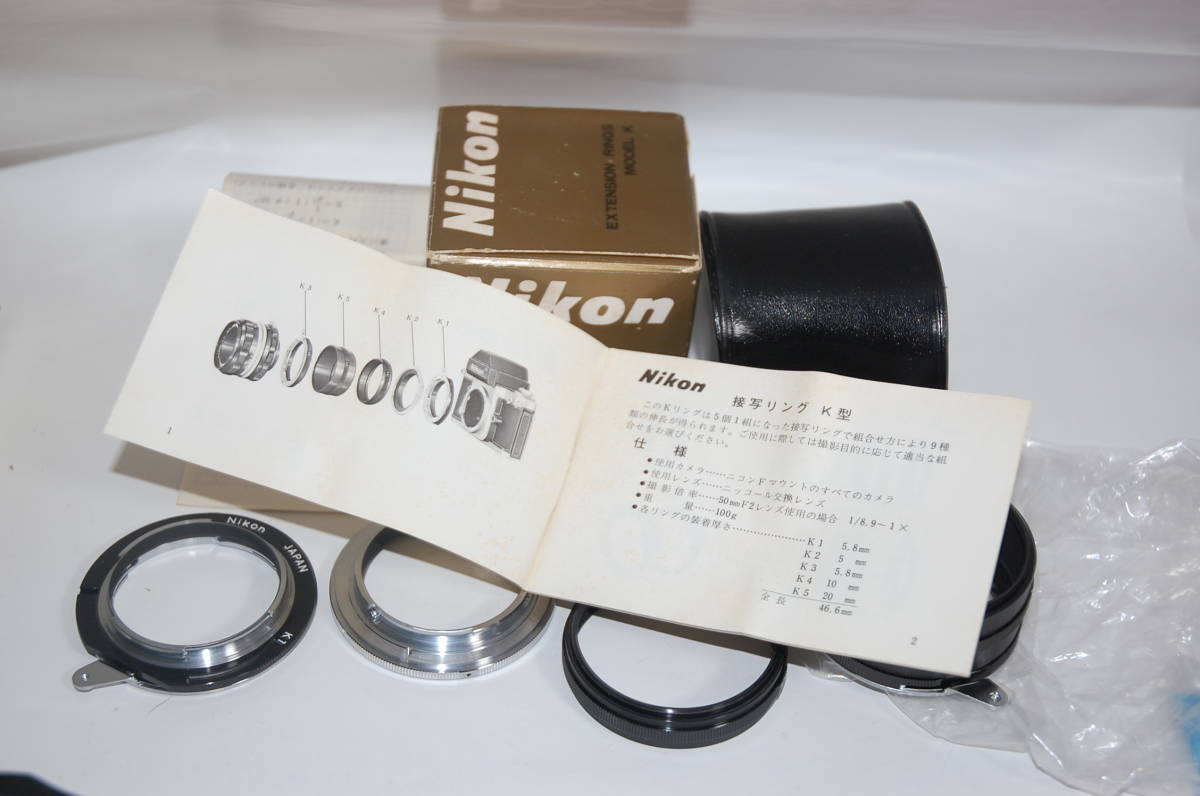 Nikon
EXTENSION RINGS
MODEL K
Nikon
K3
K5
K4
K2
K1
1
Nikon
接写リング K型
このKリングは5個1組になった接写リングで組合せ方により9種
類の伸長が得られます。ご使用に際しては撮影目的に応じて適当な組
合せをお選びください。
仕様
●使用カメラ……ニコンFマウントのすべてのカメラ
●使用レンズ……ニッコール交換レンズ
●撮影倍率……50mmF2レンズ使用の場合 1/8.9～1×
●重量……100g
●各リングの装着厚さ…………………K1 5.8mm
K2 5 mm
K3 5.8mm
K4 10 mm
K5 20 mm
全長 46.6mm
2
Nikon JAPAN
K1